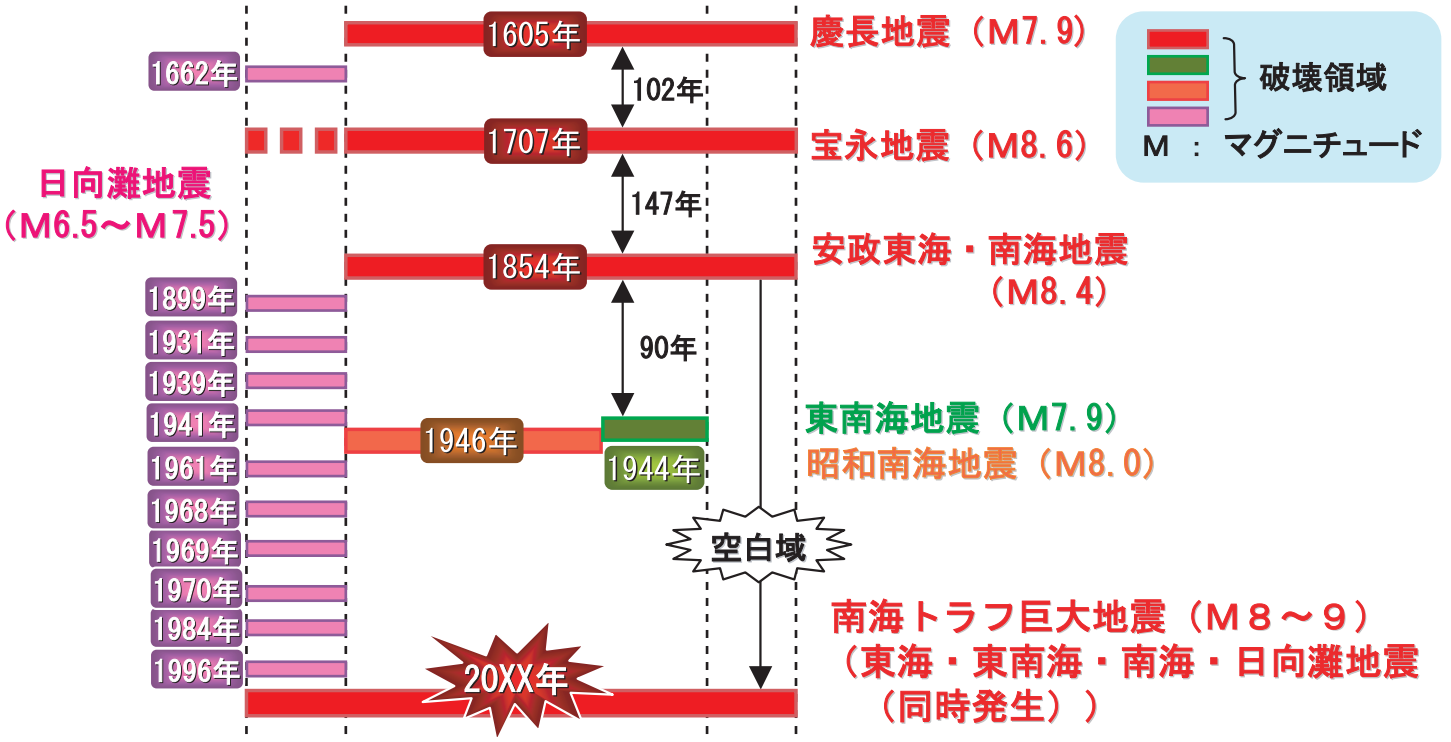 1605年
慶長地震（M7.9）
1662年
102年
破壊領域
M ： マグニチュード
1707年
宝永地震（M8.6）
日向灘地震
（M6.5～M7.5）
147年
1854年
安政東海・南海地震
（M8.4）
1899年
1931年
90年
1939年
1941年
東南海地震（M7.9）
1946年
1944年
昭和南海地震（M8.0）
1961年
1968年
1969年
空白域
1970年
1984年
1996年
20XX年
南海トラフ巨大地震（M８～９）
（東海・東南海・南海・日向灘地震
（同時発生））